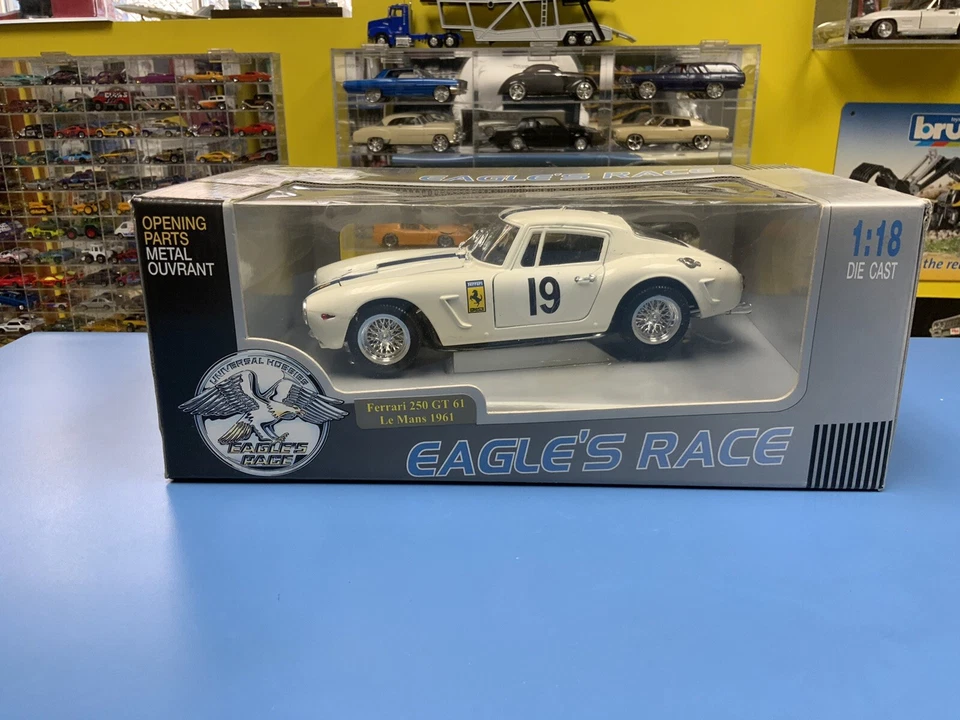 EAGLE'S RACE
OPENING
PARTS
METAL
OUVRANT
1:18
DIE CAST
19
UNIVERSAL HOBBIES
EAGLE'S
RACE
Ferrari 250 GT 61
Le Mans 1961
EAGLE'S RACE
bru
the re